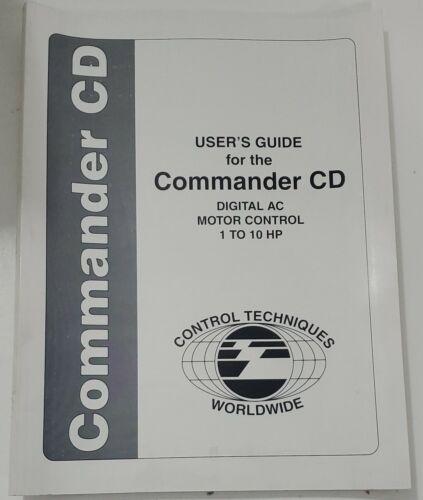 Commander CD
USER'S GUIDE
for the
Commander CD
DIGITAL AC
MOTOR CONTROL
1 TO 10 HP
CONTROL TECHNIQUES
WORLDWIDE